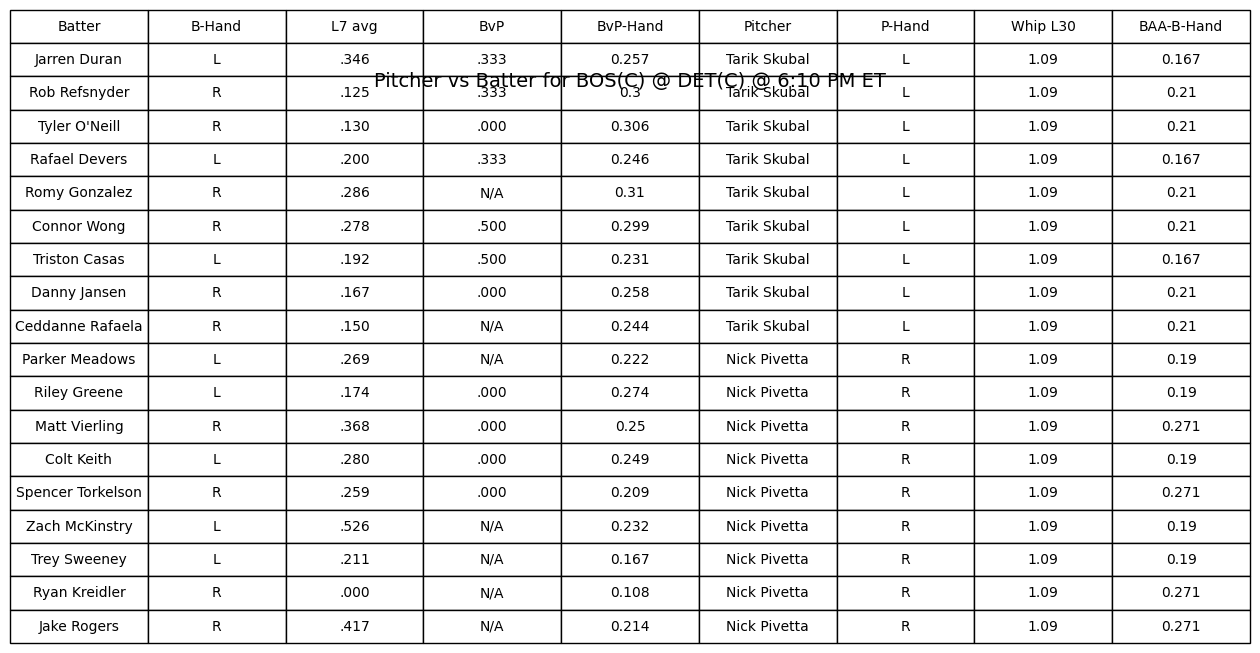 Batter B-Hand L7 avg BvP BvP-Hand Pitcher P-Hand Whip L30 BAA-B-Hand
Jarren Duran L .346 .333 0.257 Tarik Skubal L 1.09 0.167
Pitcher vs Batter for BOS(C) @ DET(C) @ 6:10 PM ET
Rob Refsnyder R .125 .333 0.3 Tarik Skubal L 1.09 0.21
Tyler O'Neill R .130 .000 0.306 Tarik Skubal L 1.09 0.21
Rafael Devers L .200 .333 0.246 Tarik Skubal L 1.09 0.167
Romy Gonzalez R .286 N/A 0.31 Tarik Skubal L 1.09 0.21
Connor Wong R .278 .500 0.299 Tarik Skubal L 1.09 0.21
Triston Casas L .192 .500 0.231 Tarik Skubal L 1.09 0.167
Danny Jansen R .167 .000 0.258 Tarik Skubal L 1.09 0.21
Ceddanne Rafaela R .150 N/A 0.244 Tarik Skubal L 1.09 0.21
Parker Meadows L .269 N/A 0.222 Nick Pivetta R 1.09 0.19
Riley Greene L .174 .000 0.274 Nick Pivetta R 1.09 0.19
Matt Vierling R .368 .000 0.25 Nick Pivetta R 1.09 0.271
Colt Keith L .280 .000 0.249 Nick Pivetta R 1.09 0.19
Spencer Torkelson R .259 .000 0.209 Nick Pivetta R 1.09 0.271
Zach McKinstry L .526 N/A 0.232 Nick Pivetta R 1.09 0.19
Trey Sweeney L .211 N/A 0.167 Nick Pivetta R 1.09 0.19
Ryan Kreidler R .000 N/A 0.108 Nick Pivetta R 1.09 0.271
Jake Rogers R .417 N/A 0.214 Nick Pivetta R 1.09 0.271